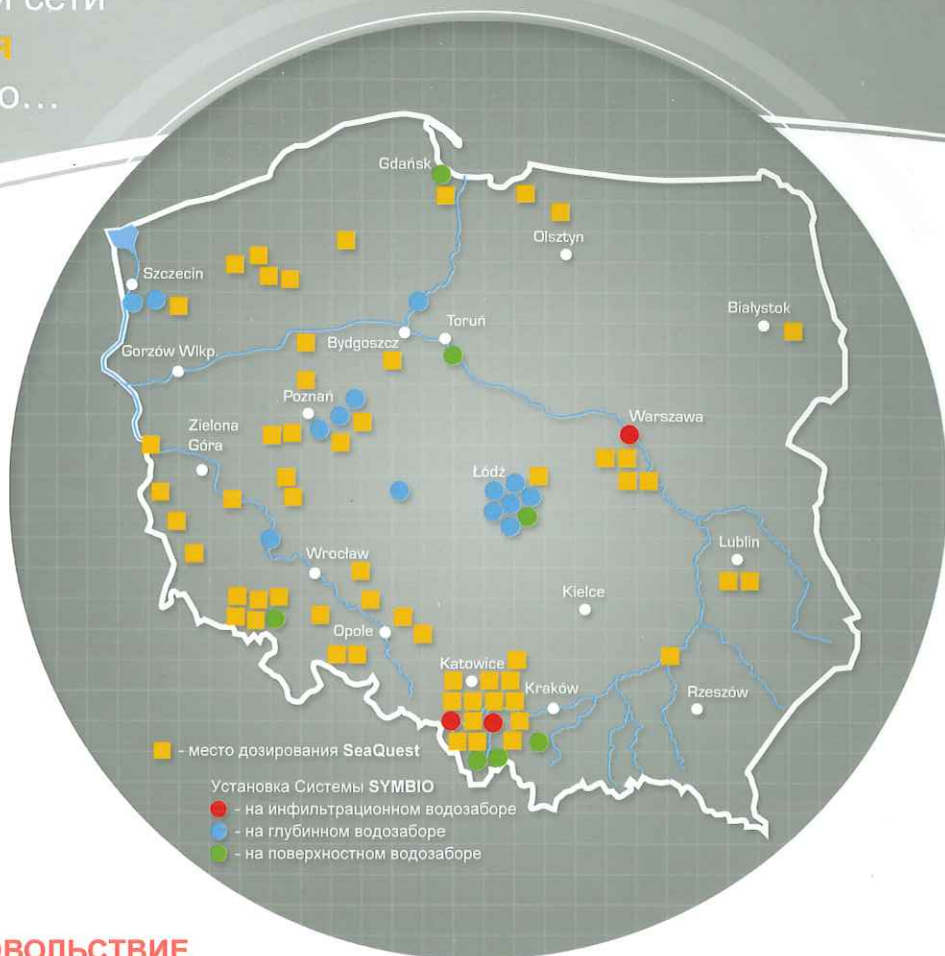 сети
о...
Gdańsk
Olsztyn
Szczecin
Białystok
Toruń
Bydgoszcz
Gorzów Wlkp.
Poznań
Warszawa
Zielona
Góra
Łódź
Lublin
Wrocław
Kielce
Opole
Katowice
Kraków
Rzeszów
- место дозирования SeaQuest
Установка Системы SYMBIO
- на инфильтрационном водозаборе
- на глубинном водозаборе
- на поверхностном водозаборе
ОВОЛЬСТВИЕ